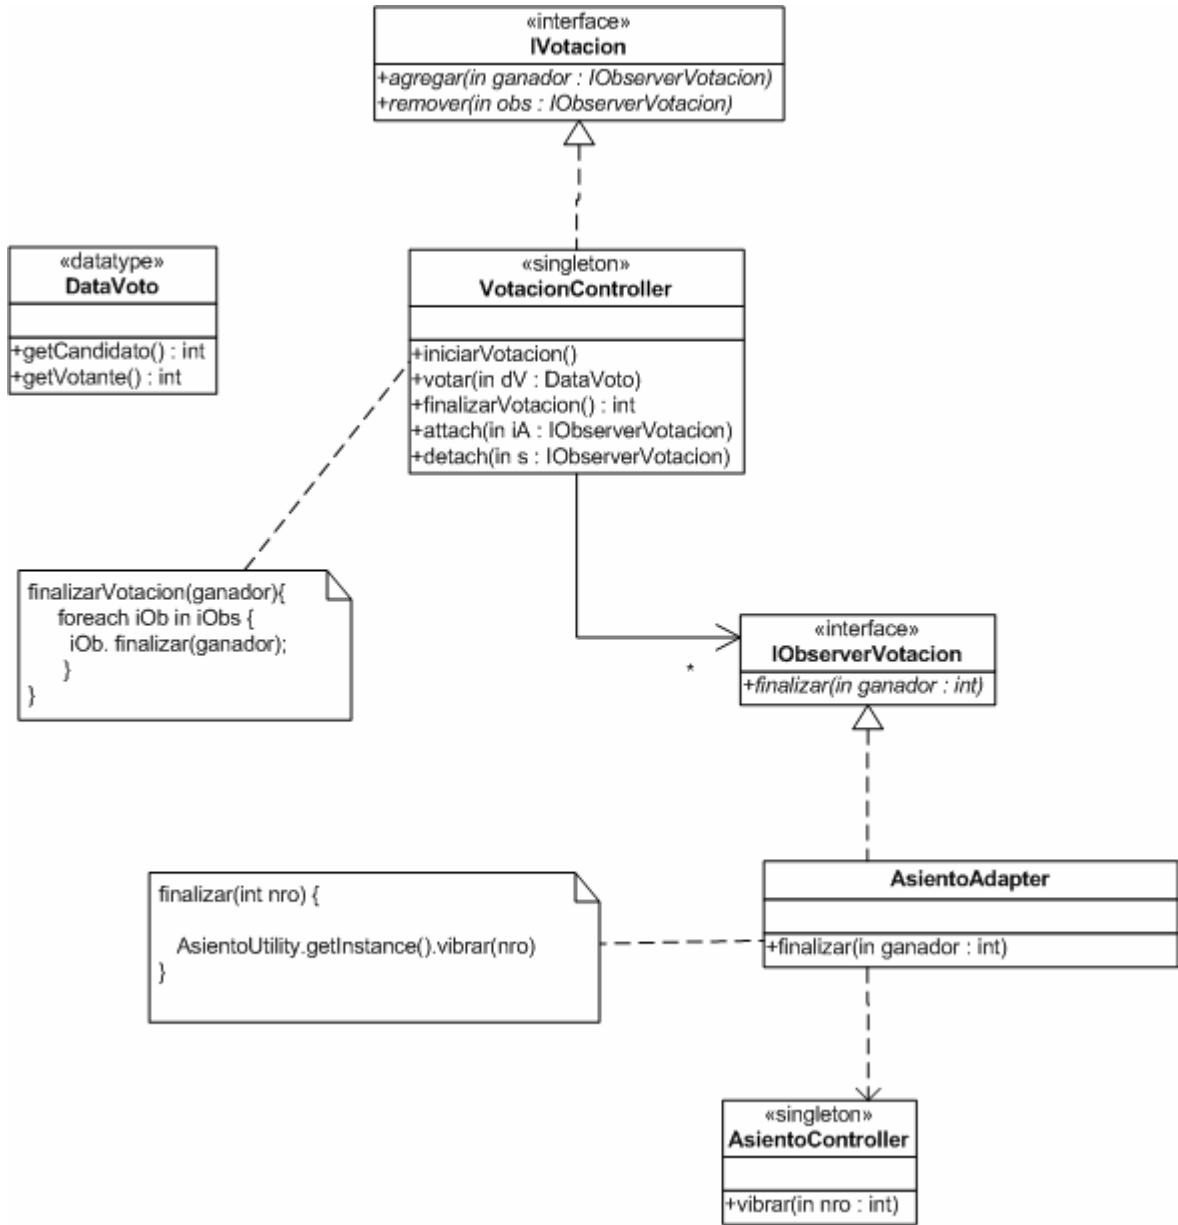 «interface»
IVotacion
+agregar(in ganador : IObserverVotacion)
+remover(in obs : IObserverVotacion)
«datatype»
DataVoto
+getCandidato() : int
+getVotante() : int
«singleton»
VotacionController
+iniciarVotacion()
+votar(in dV : DataVoto)
+finalizarVotacion() : int
+attach(in iA : IObserverVotacion)
+detach(in s : IObserverVotacion)
finalizarVotacion(ganador){
foreach iOb in iObs {
iOb. finalizar(ganador);
}
}
*
«interface»
IObserverVotacion
+finalizar(in ganador : int)
finalizar(int nro) {
AsientoUtility.getInstance().vibrar(nro)
}
AsientoAdapter
+finalizar(in ganador : int)
«singleton»
AsientoController
+vibrar(in nro : int)